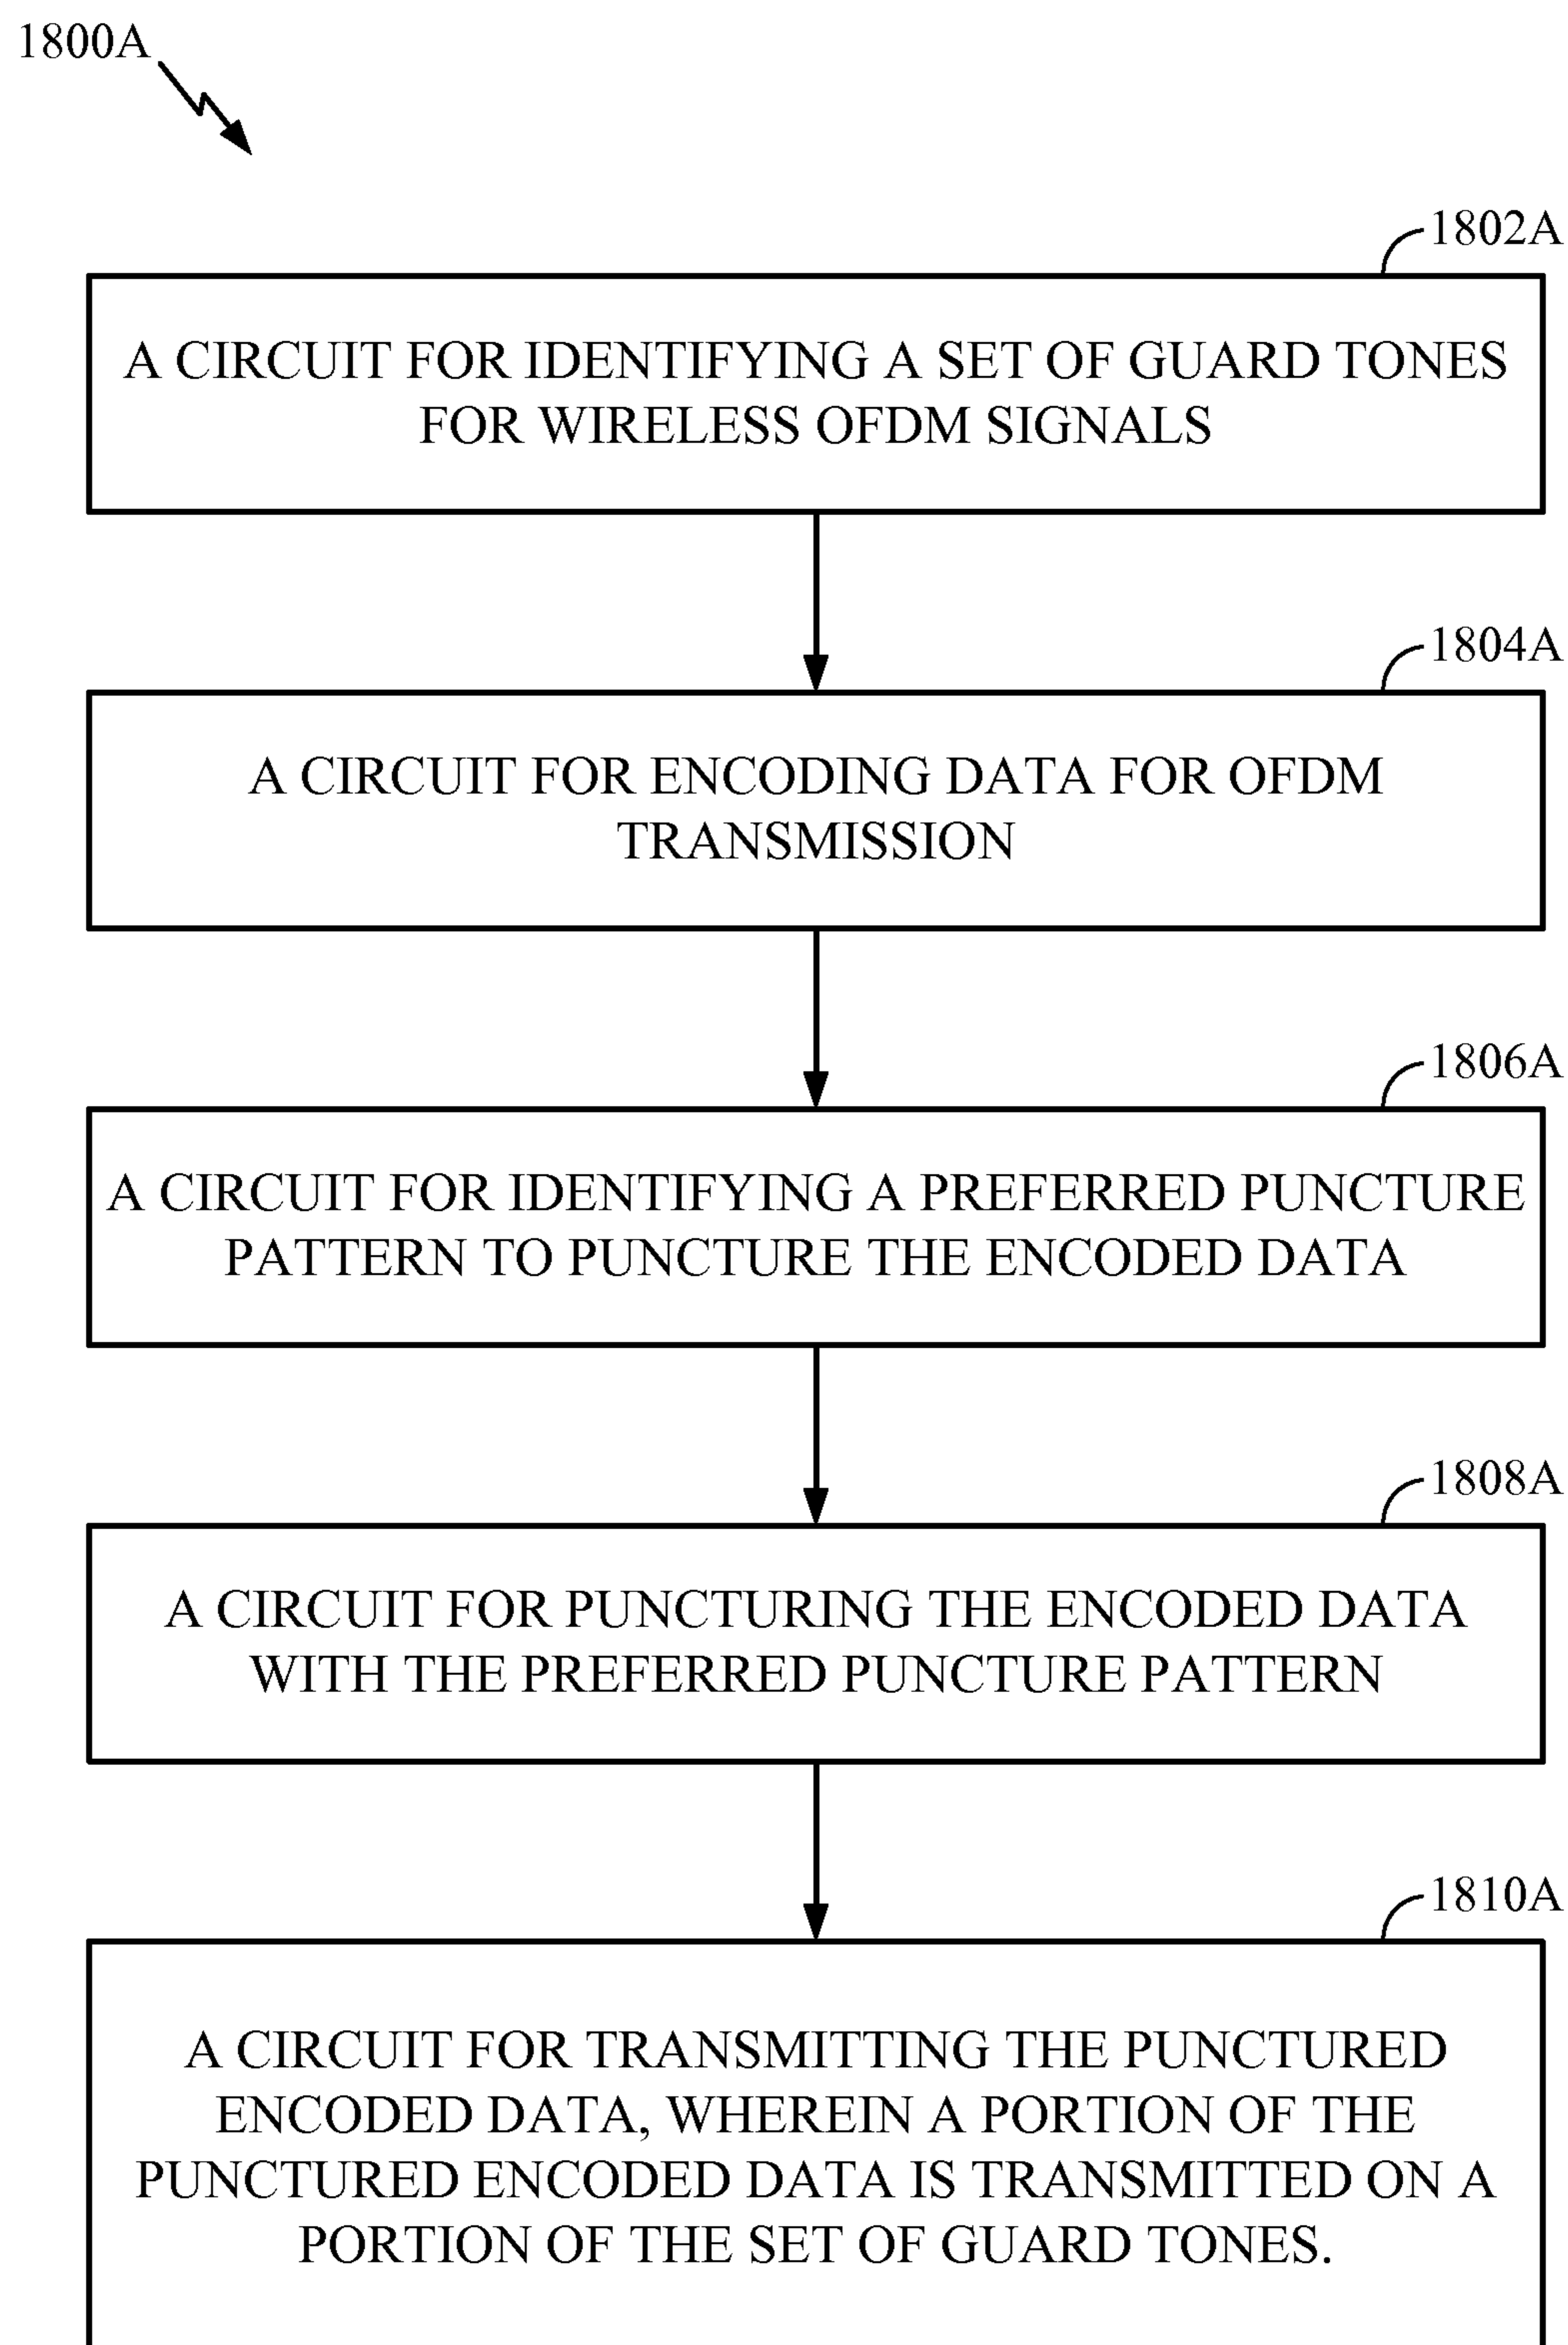 1800A
1802A
A CIRCUIT FOR IDENTIFYING A SET OF GUARD TONES
FOR WIRELESS OFDM SIGNALS
1804A
A CIRCUIT FOR ENCODING DATA FOR OFDM
TRANSMISSION
1806A
A CIRCUIT FOR IDENTIFYING A PREFERRED PUNCTURE
PATTERN TO PUNCTURE THE ENCODED DATA
1808A
A CIRCUIT FOR PUNCTURING THE ENCODED DATA
WITH THE PREFERRED PUNCTURE PATTERN
1810A
A CIRCUIT FOR TRANSMITTING THE PUNCTURED
ENCODED DATA, WHEREIN A PORTION OF THE
PUNCTURED ENCODED DATA IS TRANSMITTED ON A
PORTION OF THE SET OF GUARD TONES.